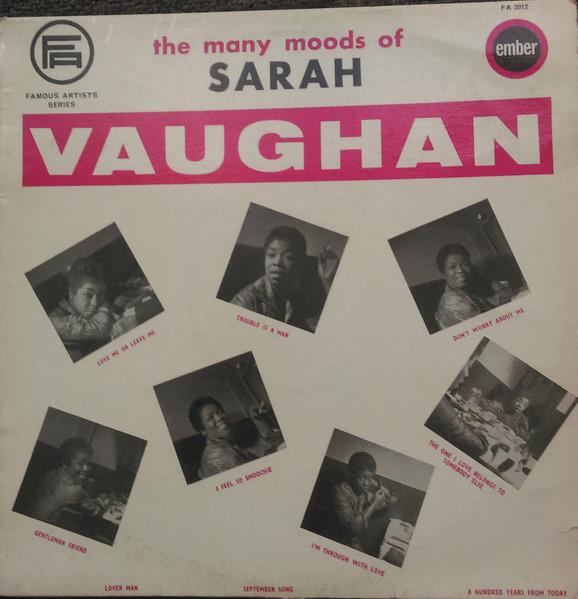 FA 2012
FA
FAMOUS ARTISTS
SERIES
the many moods of
SARAH
ember
VAUGHAN
LOVE ME OR LEAVE ME
TROUBLE IS A MAN
DON'T WORRY ABOUT ME
GENTLEMAN FRIEND
I FEEL SO SMOOCHIE
I'M THROUGH WITH LOVE
THE ONE I LOVE BELONGS TO
SOMEBODY ELSE
LOVER MAN
SEPTEMBER SONG
A HUNDRED YEARS FROM TODAY